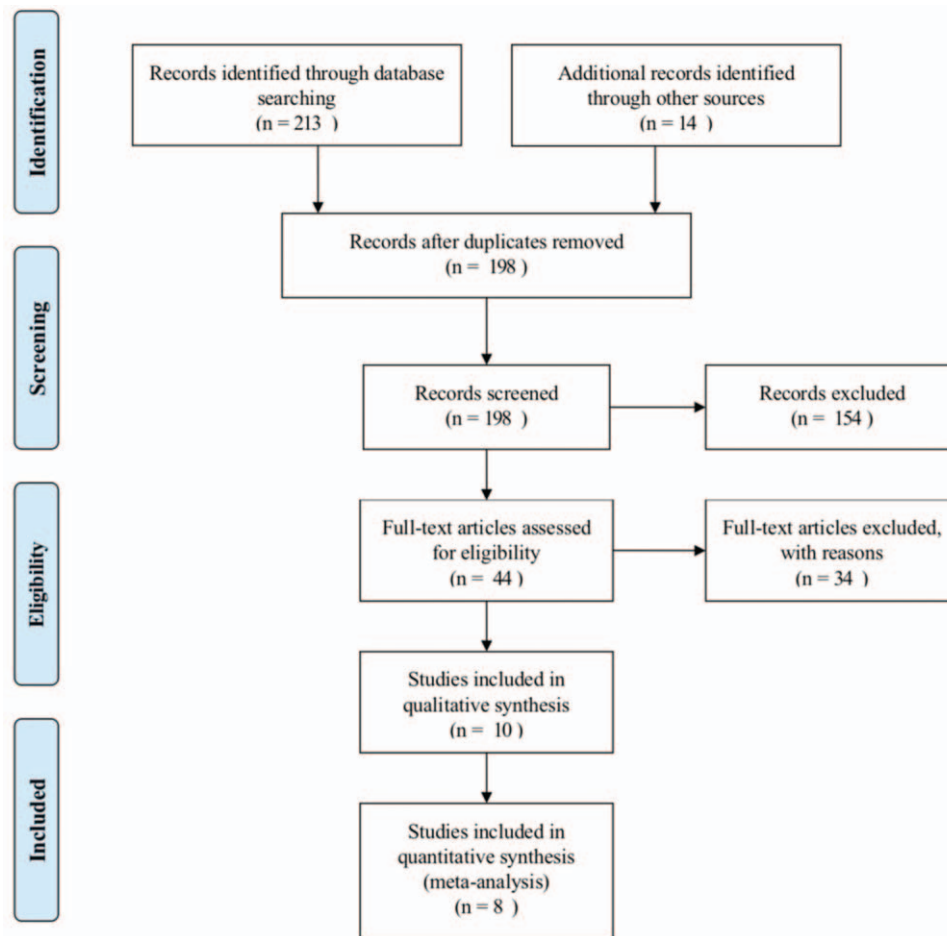 Identification
Records identified through database
searching
(n = 213 )
Additional records identified
through other sources
(n = 14 )
Records after duplicates removed
(n = 198 )
Screening
Records screened
(n = 198 )
Records excluded
(n = 154 )
Eligibility
Full-text articles assessed
for eligibility
(n = 44 )
Full-text articles excluded,
with reasons
(n = 34 )
Studies included in
qualitative synthesis
(n = 10 )
Included
Studies included in
quantitative synthesis
(meta-analysis)
(n = 8 )